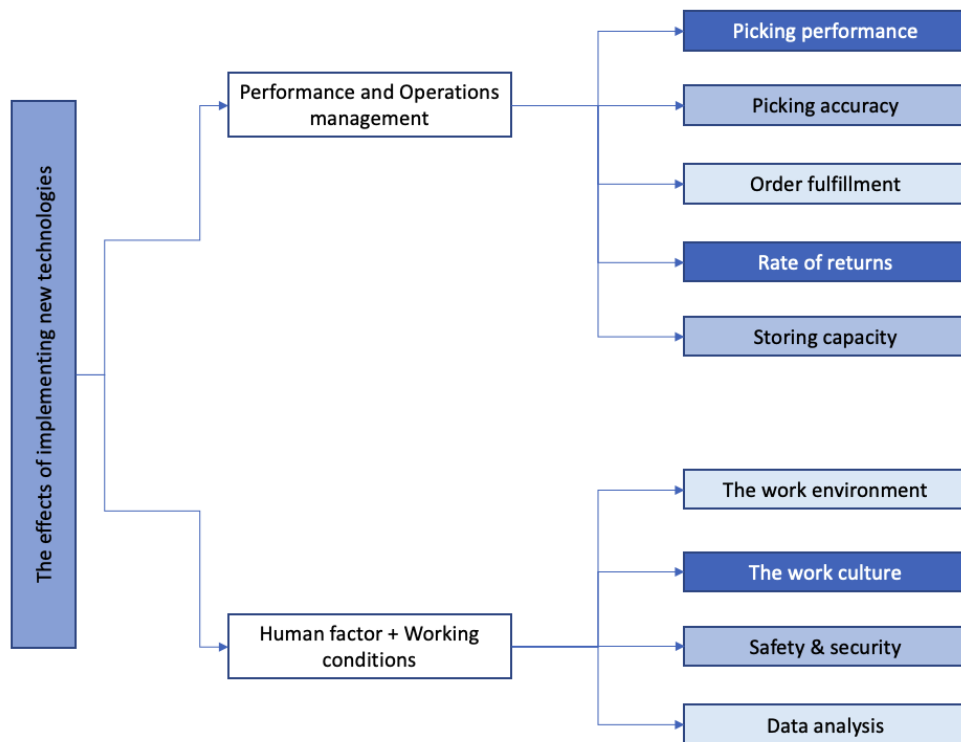 The effects of implementing new technologies
Performance and Operations
management
Picking performance
Picking accuracy
Order fulfillment
Rate of returns
Storing capacity
Human factor + Working
conditions
The work environment
The work culture
Safety & security
Data analysis